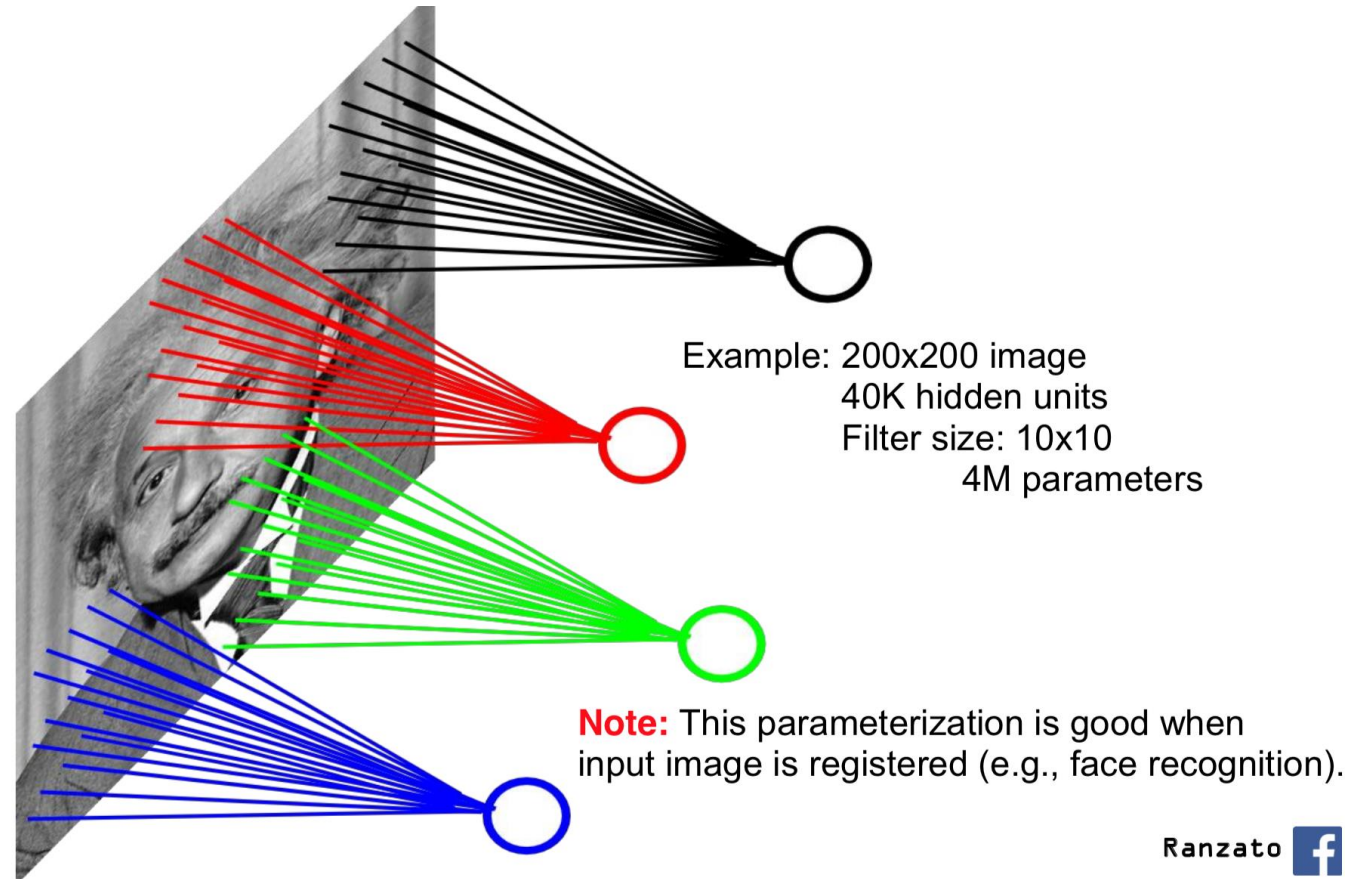 Example: 200x200 image
40K hidden units
Filter size: 10x10
4M parameters
Note: This parameterization is good when
input image is registered (e.g., face recognition).
Ranzato f